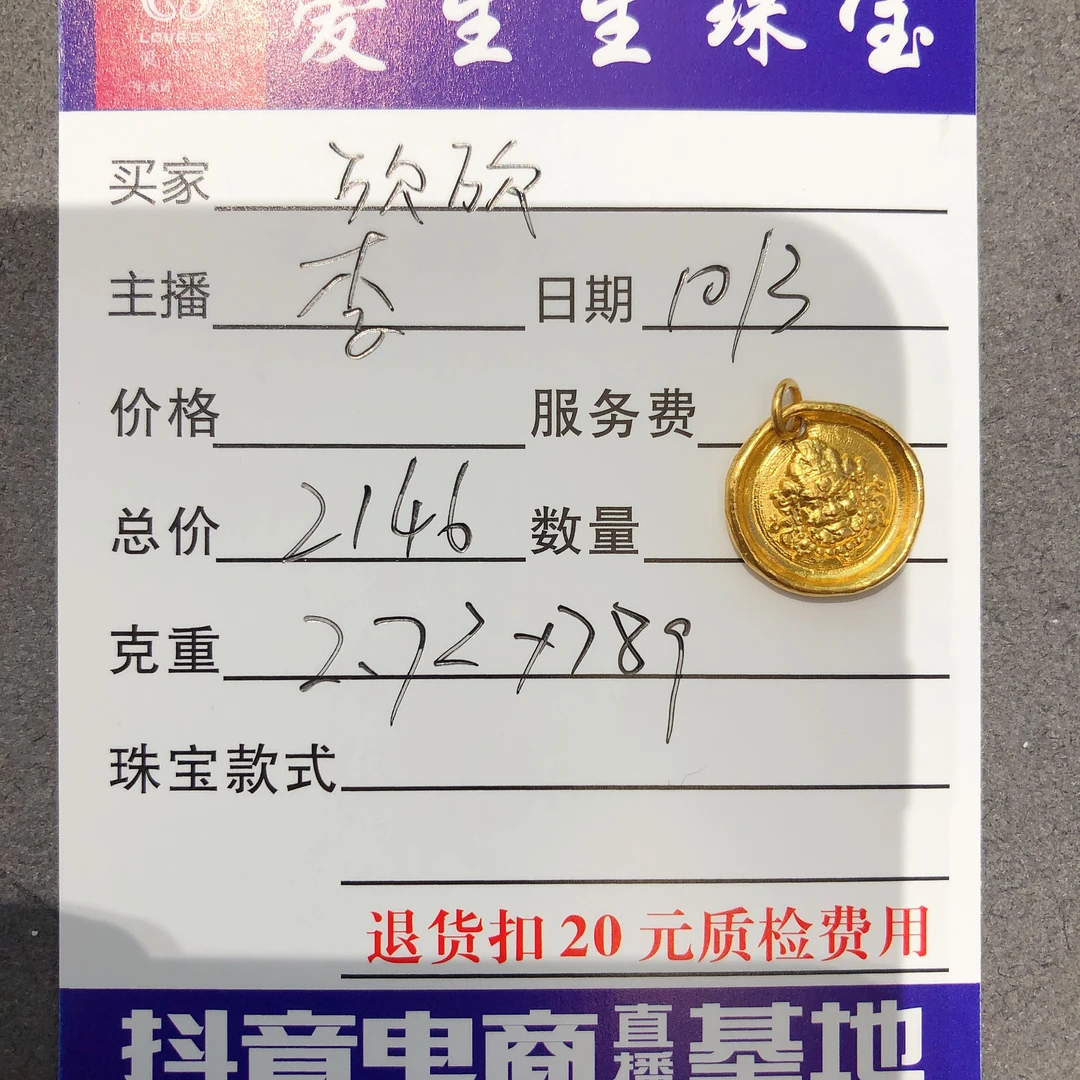 LOVESS
爱生生珠宝
买家 欣欣
主播 李 日期 10/3
价格 服务费
总价 2146 数量
克重 2.72×789
珠宝款式
退货扣20元质检费用
抖音电商直播基地